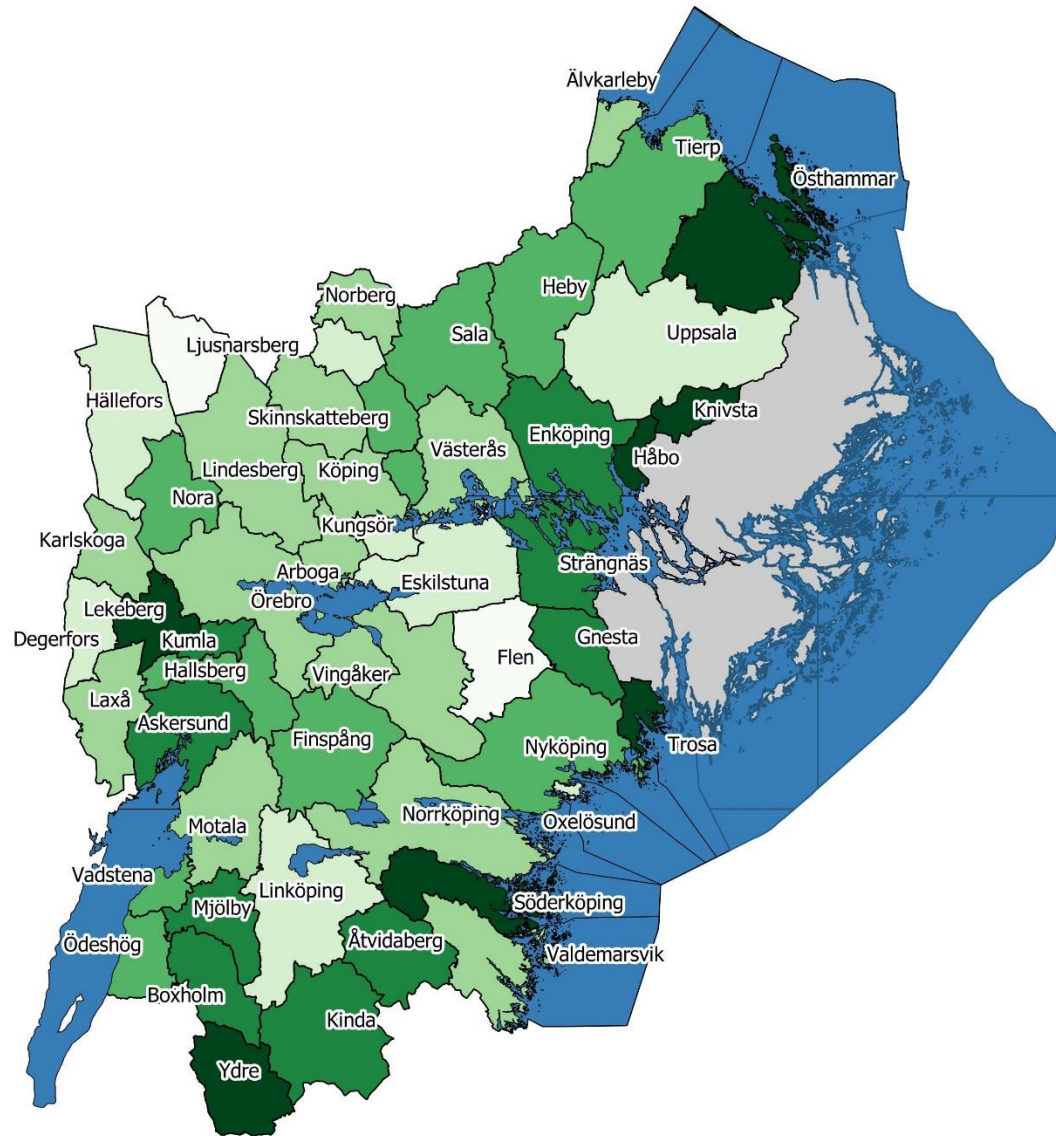 Älvkarleby
Tierp
Östhammar
Heby
Norberg
Sala
Uppsala
Ljusnarsberg
Hällefors
Knivsta
Skinnskatteberg
Enköping
Västerås
Håbo
Lindesberg
Köping
Nora
Kungsör
Karlskoga
Strängnäs
Arboga
Eskilstuna
Örebro
Lekeberg
Degerfors
Kumla
Gnesta
Flen
Hallsberg
Vingåker
Laxå
Askersund
Finspång
Nyköping
Trosa
Norrköping
Oxelösund
Motala
Vadstena
Linköping
Söderköping
Mjölby
Åtvidaberg
Ödeshög
Valdemarsvik
Boxholm
Kinda
Ydre